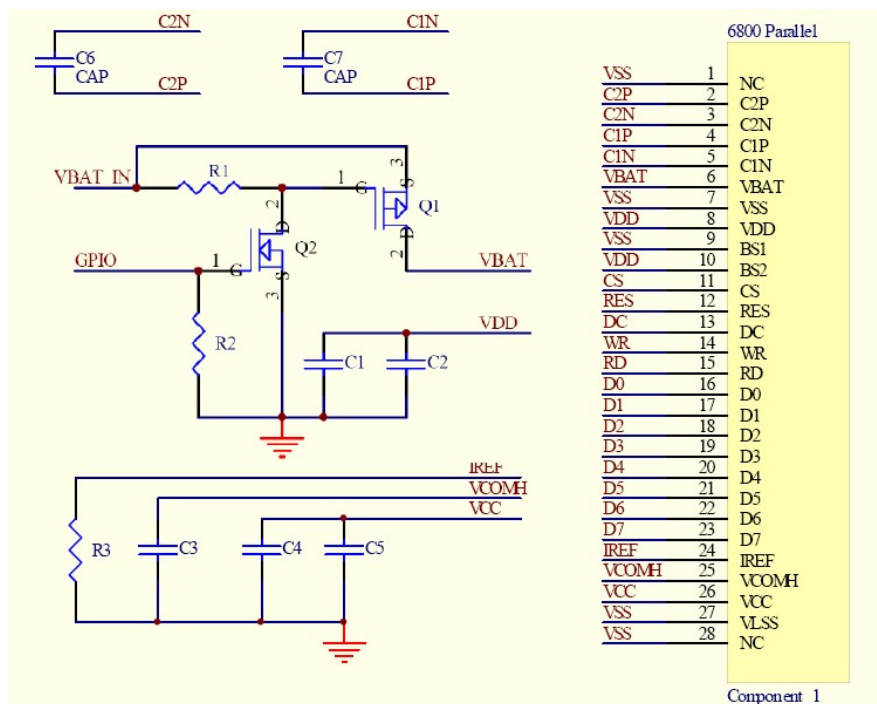 C2N
C6
CAP
C2P
C1N
C7
CAP
C1P
VBAT_IN
R1
1
G
3
S
Q1
D
2
VBAT
2
D
Q2
GPIO
1
G
S
3
R2
VDD
C1
C2
IREF
VCOMH
VCC
R3
C3
C4
C5
6800 Parallel
VSS 1 NC
C2P 2 C2P
C2N 3 C2N
C1P 4 C1P
C1N 5 C1N
VBAT 6 VBAT
VSS 7 VSS
VDD 8 VDD
VSS 9 BS1
VDD 10 BS2
CS 11 CS
RES 12 RES
DC 13 DC
WR 14 WR
RD 15 RD
D0 16 D0
D1 17 D1
D2 18 D2
D3 19 D3
D4 20 D4
D5 21 D5
D6 22 D6
D7 23 D7
IREF 24 IREF
VCOMH 25 VCOMH
VCC 26 VCC
VSS 27 VLSS
VSS 28 NC
Component_1